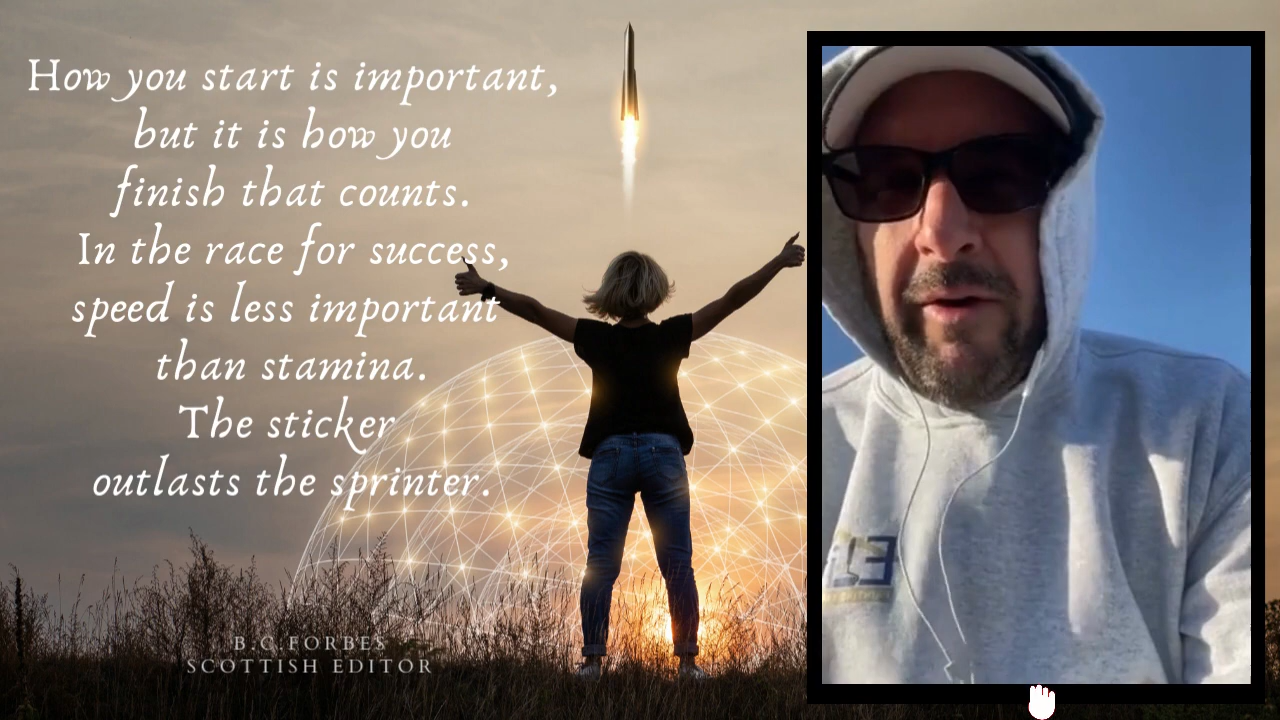 How you start is important,
but it is how you
finish that counts.
In the race for success,
speed is less important
than stamina.
The sticker
outlasts the sprinter.
B.C.FORBES
SCOTTISH EDITOR